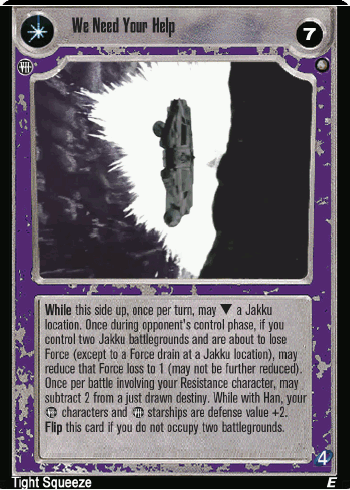 We Need Your Help
7
While this side up, once per turn, may ▼ a Jakku
location. Once during opponent's control phase, if you
control two Jakku battlegrounds and are about to lose
Force (except to a Force drain at a Jakku location), may
reduce that Force loss to 1 (may not be further reduced).
Once per battle involving your Resistance character, may
subtract 2 from a just drawn destiny. While with Han, your
characters and starships are defense value +2.
Flip this card if you do not occupy two battlegrounds.
4
Tight Squeeze E